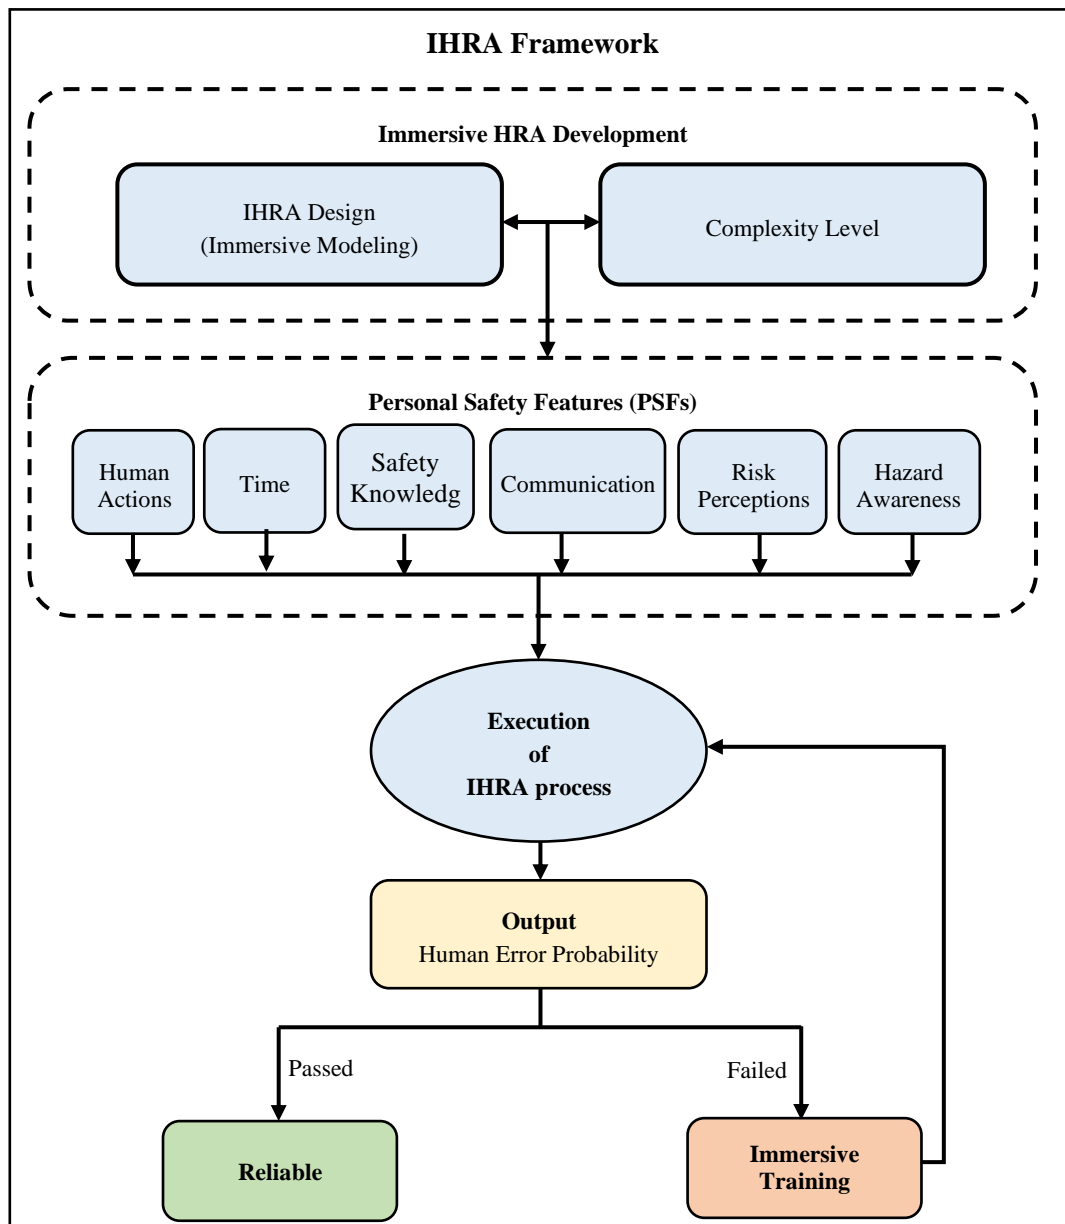 IHRA Framework
Immersive HRA Development
IHRA Design
(Immersive Modeling)
Complexity Level
Personal Safety Features (PSFs)
Human
Actions
Time
Safety
Knowledg
Communication
Risk
Perceptions
Hazard
Awareness
Execution
of
IHRA process
Output
Human Error Probability
Passed
Failed
Reliable
Immersive
Training